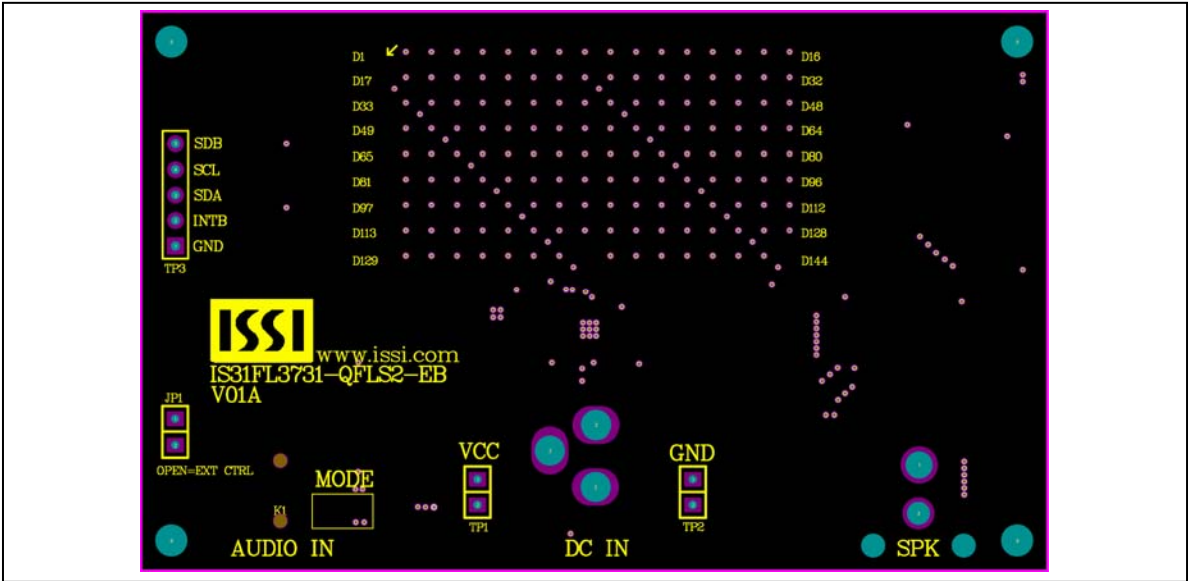 D1
D16
D17
D32
D33
D48
D49
D64
SDB
D65
D80
SCL
D81
D96
SDA
D97
D112
INTB
D113
D128
GND
D129
D144
TP3
ISSI
www.issi.com
IS31FL3731-QFLS2-EB
V01A
JP1
OPEN=EXT CTRL
VCC
GND
MODE
K1
TP1
TP2
AUDIO IN
DC IN
SPK